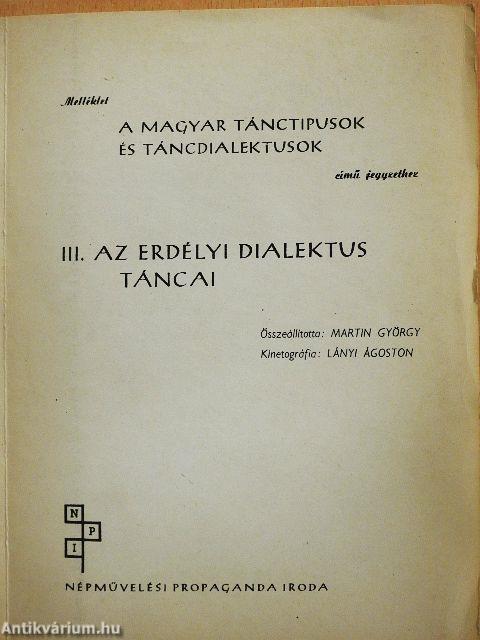 Melléklet
A MAGYAR TÁNCTIPUSOK
ÉS TÁNCDIALEKTUSOK
című jegyzethez
III. AZ ERDÉLYI DIALEKTUS
TÁNCAI
Összeállította: MARTIN GYÖRGY
Kinetográfia: LÁNYI ÁGOSTON
N
P
I
NÉPMŰVELÉSI PROPAGANDA IRODA
Antikvárium.hu